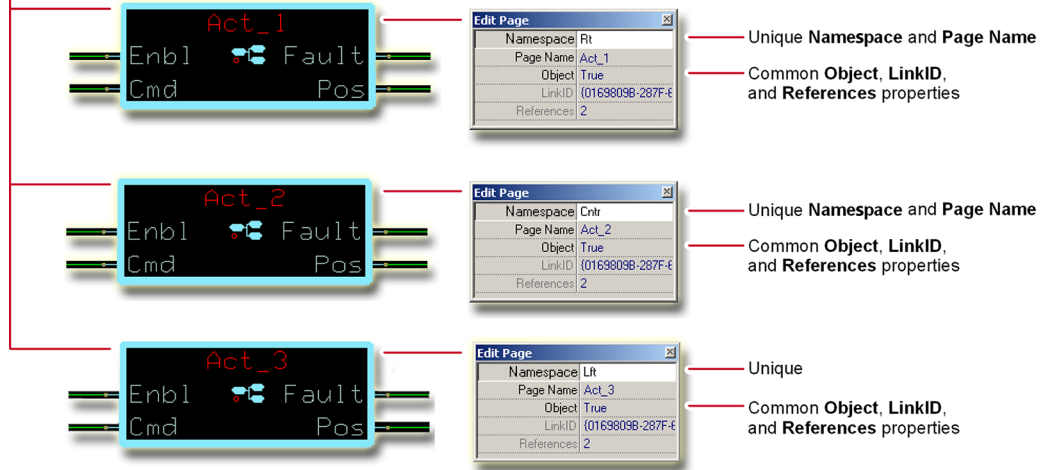 Act_1
Enbl Fault
Cmd Pos
Edit Page
Namespace Rt
Page Name Act_1
Object True
LinkID {0169809B-287F-6
References 2
Unique Namespace and Page Name
Common Object, LinkID,
and References properties
Act_2
Enbl Fault
Cmd Pos
Edit Page
Namespace Cntr
Page Name Act_2
Object True
LinkID {0169809B-287F-6
References 2
Unique Namespace and Page Name
Common Object, LinkID,
and References properties
Act_3
Enbl Fault
Cmd Pos
Edit Page
Namespace Lft
Page Name Act_3
Object True
LinkID {0169809B-287F-6
References 2
Unique
Common Object, LinkID,
and References properties